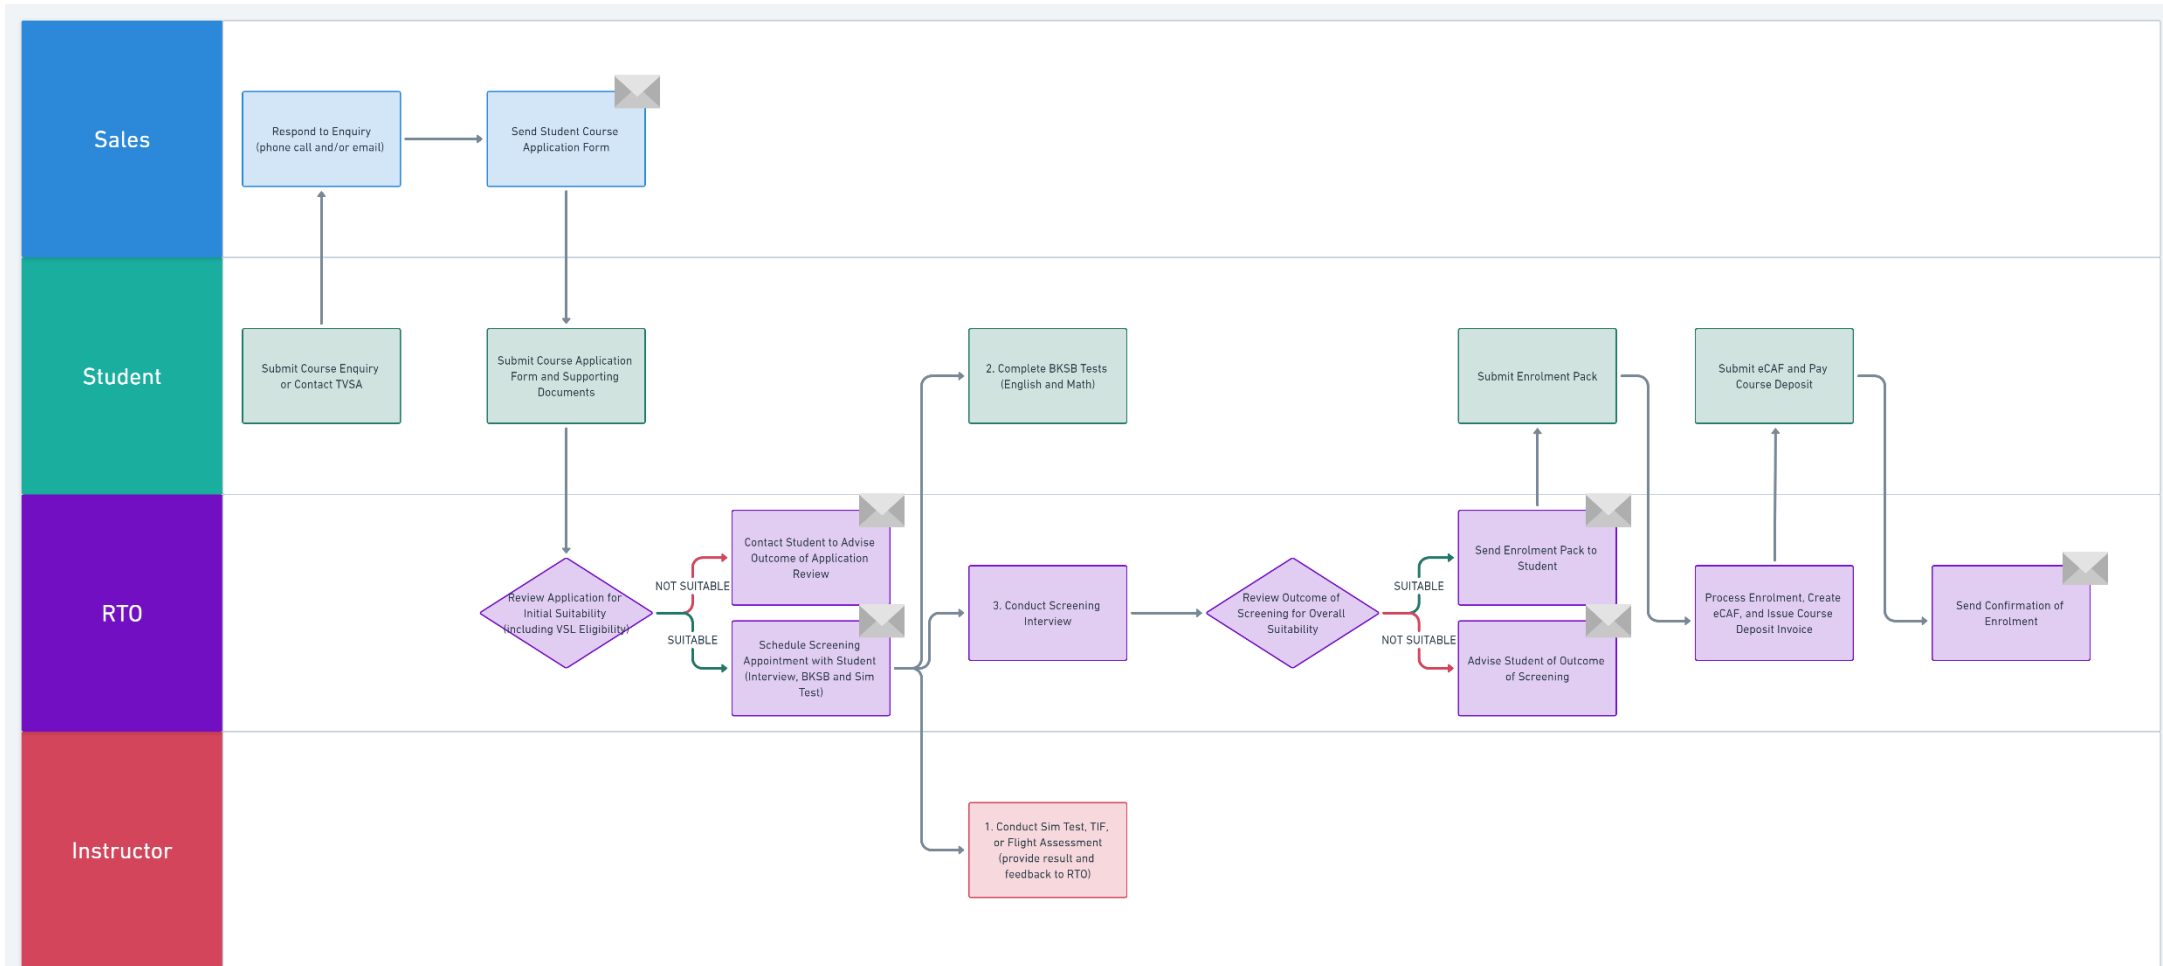 Sales
Respond to Enquiry
(phone call and/or email)
Send Student Course
Application Form
Student
Submit Course Enquiry
or Contact TVSA
Submit Course Application
Form and Supporting
Documents
2. Complete BKSB Tests
(English and Math)
Submit Enrolment Pack
Submit eCAF and Pay
Course Deposit
RTO
Review Application for
Initial Suitability
(including VSL Eligibility)
NOT SUITABLE
SUITABLE
Contact Student to Advise
Outcome of Application
Review
Schedule Screening
Appointment with Student
(Interview, BKSB and Sim
Test)
3. Conduct Screening
Interview
Review Outcome of
Screening for Overall
Suitability
SUITABLE
NOT SUITABLE
Send Enrolment Pack to
Student
Advise Student of Outcome
of Screening
Process Enrolment, Create
eCAF, and Issue Course
Deposit Invoice
Send Confirmation of
Enrolment
Instructor
1. Conduct Sim Test, TIF,
or Flight Assessment
(provide result and
feedback to RTO)